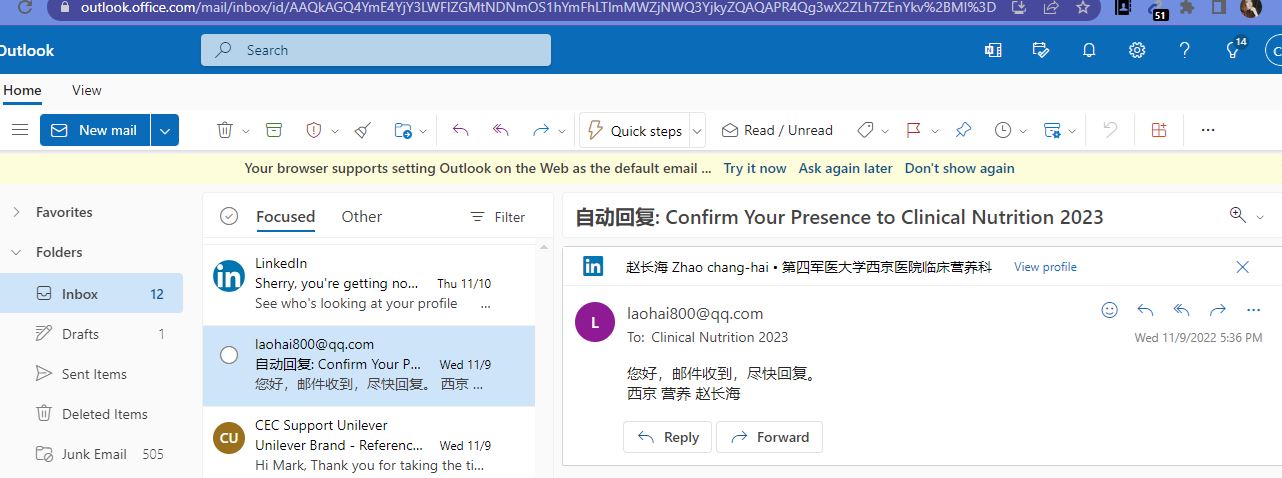 outlook.office.com/mail/inbox/id/AAQkAGQ4YmE4YjY3LWFlZGMtNDNmOS1hYmFhLTlmMWZjNWQ3YjkyZQAQAPR4Qg3wX2ZLh7ZEnYkv%2BMI%3D
51
Outlook
Search
14
C
Home View
New mail
Quick steps
Read / Unread
Your browser supports setting Outlook on the Web as the default email ... Try it now Ask again later Don't show again
Favorites
Folders
Inbox 12
Drafts 1
Sent Items
Deleted Items
Junk Email 505
Focused Other Filter
in
LinkedIn
Sherry, you're getting no... Thu 11/10
See who's looking at your profile ...
laohai800@qq.com
自动回复: Confirm Your P... Wed 11/9
您好，邮件收到，尽快回复。 西京 ...
CU
CEC Support Unilever
Unilever Brand - Referenc... Wed 11/9
Hi Mark, Thank you for taking the ti...
自动回复: Confirm Your Presence to Clinical Nutrition 2023
in
赵长海 Zhao chang-hai • 第四军医大学西京医院临床营养科 View profile
L
laohai800@qq.com
To: Clinical Nutrition 2023
Wed 11/9/2022 5:36 PM
您好，邮件收到，尽快回复。
西京 营养 赵长海
Reply Forward